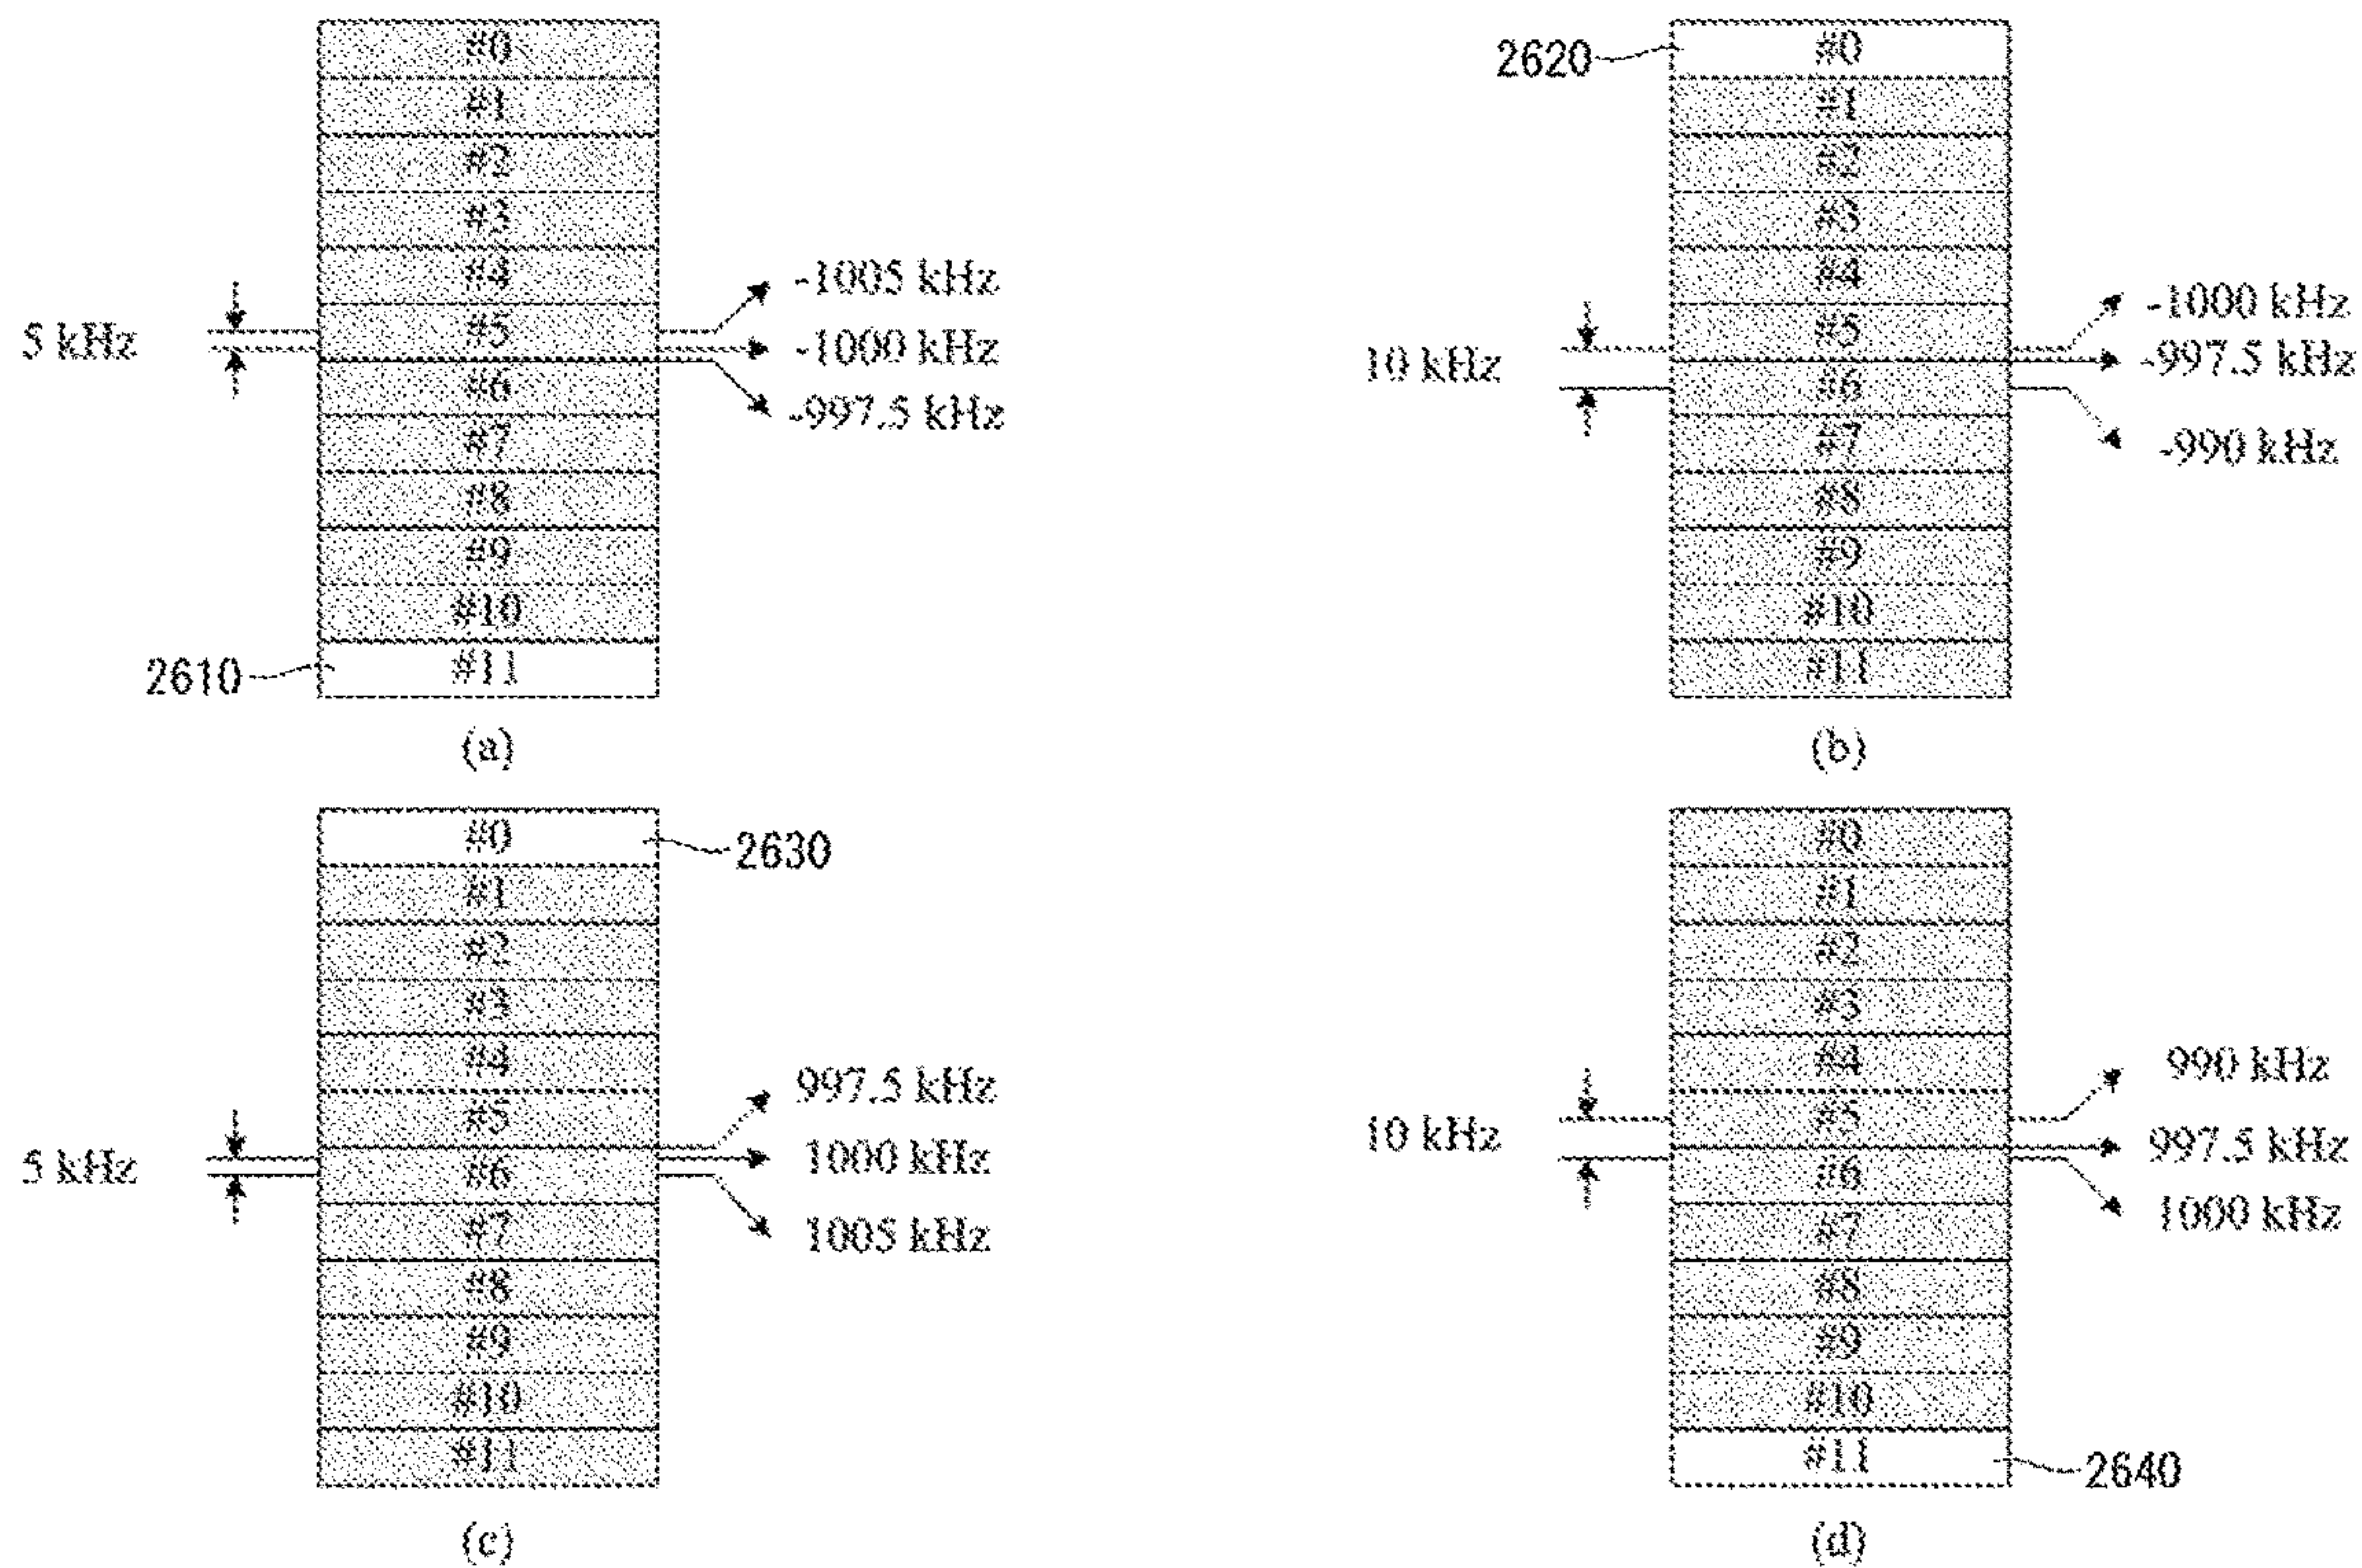 #0
#1
#2
#3
#4
#5
#6
#7
#8
#9
#10
#11
5 kHz
-1005 kHz
-1000 kHz
-997.5 kHz
2610
(a)
2620
#0
#1
#2
#3
#4
#5
#6
#7
#8
#9
#10
#11
10 kHz
-1000 kHz
-997.5 kHz
-990 kHz
(b)
#0
#1
#2
#3
#4
#5
#6
#7
#8
#9
#10
#11
2630
5 kHz
997.5 kHz
1000 kHz
1005 kHz
(c)
#0
#1
#2
#3
#4
#5
#6
#7
#8
#9
#10
#11
10 kHz
990 kHz
997.5 kHz
1000 kHz
2640
(d)